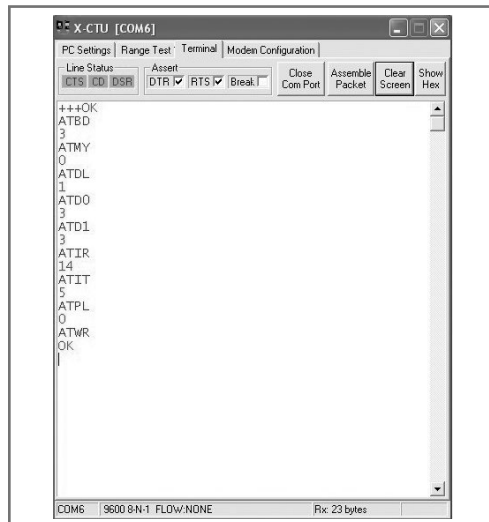 X-CTU [COM6]
PC Settings Range Test Terminal Modem Configuration
Line Status
CTS CD DSR
Assert
DTR RTS Break
Close Com Port
Assemble Packet
Clear Screen
Show Hex
+++OK
ATBD
3
ATMY
0
ATDL
1
ATD0
3
ATD1
3
ATIR
14
ATIT
5
ATPL
0
ATWR
OK
COM6 9600 8-N-1 FLOW:NONE Rx: 23 bytes